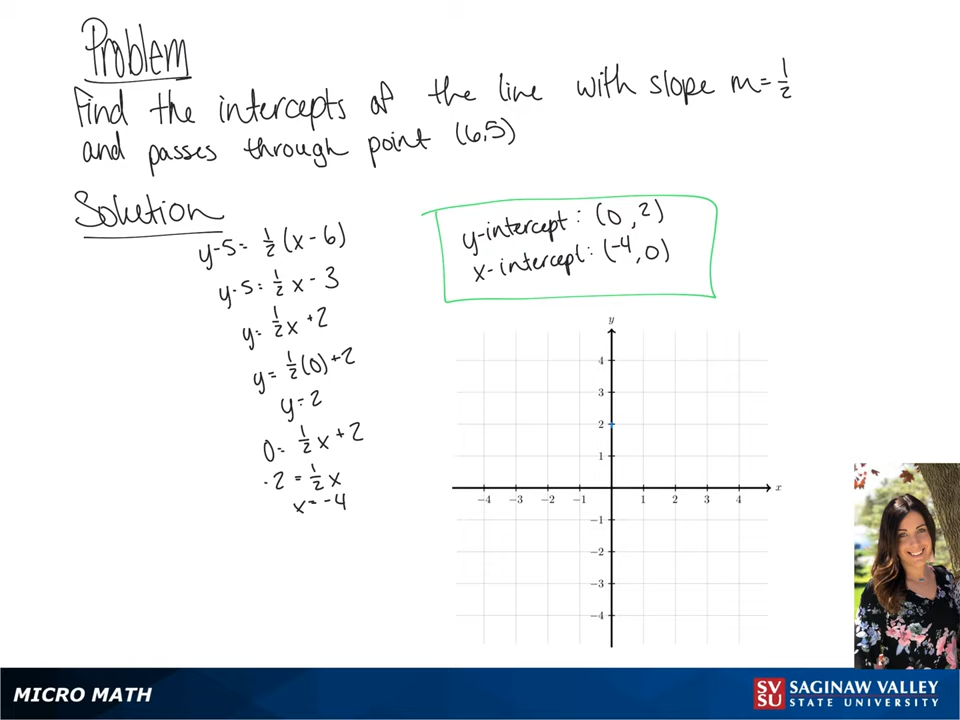 Problem
Find the intercepts of the line with slope m = 1/2
and passes through point (6,5)
Solution
y-5 = 1/2 (x - 6)
y-5 = 1/2 x - 3
y = 1/2 x + 2
y = 1/2 (0) + 2
y = 2
0 = 1/2 x + 2
-2 = 1/2 x
x = -4
y-intercept: (0, 2)
x-intercept: (-4, 0)
y
4
3
2
1
-4 -3 -2 -1 1 2 3 4 x
-1
-2
-3
-4
MICRO MATH
SV SU SAGINAW VALLEY
STATE UNIVERSITY